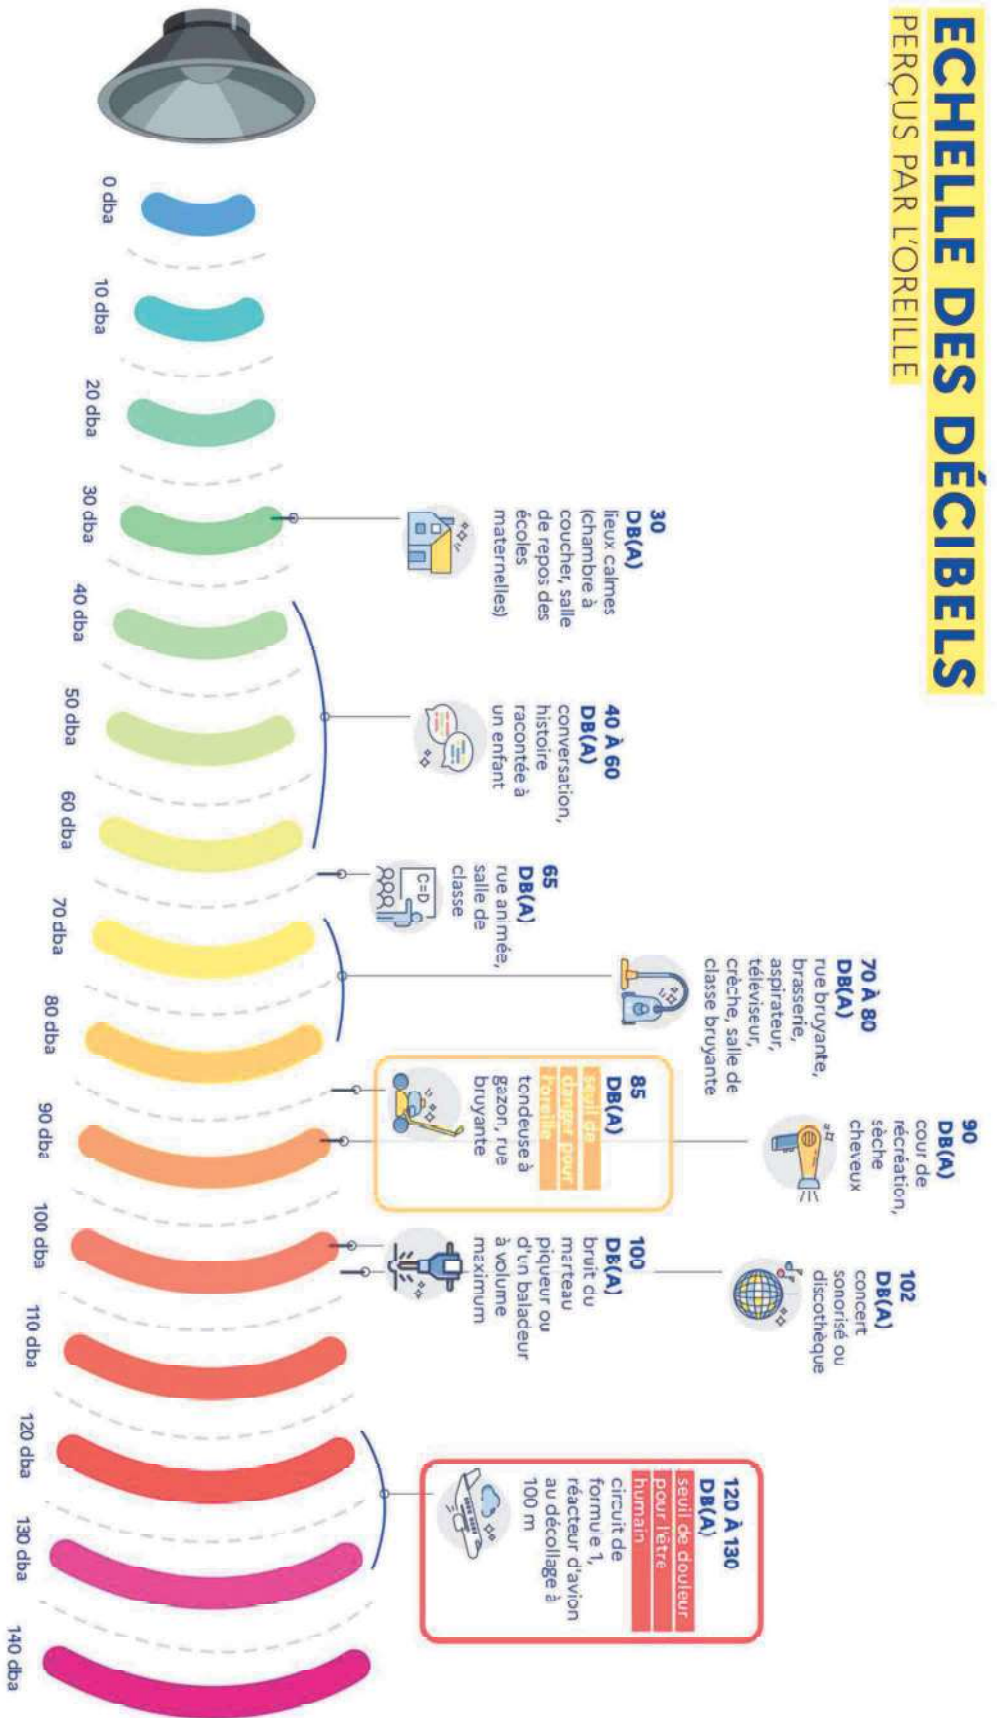 ECHELLE DES DÉCIBELS
PERÇUS PAR L'OREILLE
30
DB(A)
lieux calmes
(chambre à
coucher, salle
de repos des
écoles
maternelles)
40 À 60
DB(A)
conversation,
histoire
racontée à
un enfant
65
DB(A)
rue animée,
salle de
classe
C=D
70 À 80
DB(A)
rue bruyante,
brasserie,
aspirateur,
téléviseur,
crèche, salle de
classe bruyante
85
DB(A)
seuil de
danger pour
l'oreille
tondeuse à
gazon, rue
bruyante
90
DB(A)
cour de
récréation,
sèche
cheveux
100
DB(A)
bruit du
marteau
piqueur ou
d'un baladeur
à volume
maximum
102
DB(A)
concert
sonorisé ou
discothèque
120 À 130
DB(A)
seuil de douleur
pour l'être
humain
circuit de
formule 1,
réacteur d'avion
au décollage à
100 m
0 dba
10 dba
20 dba
30 dba
40 dba
50 dba
60 dba
70 dba
80 dba
90 dba
100 dba
110 dba
120 dba
130 dba
140 dba